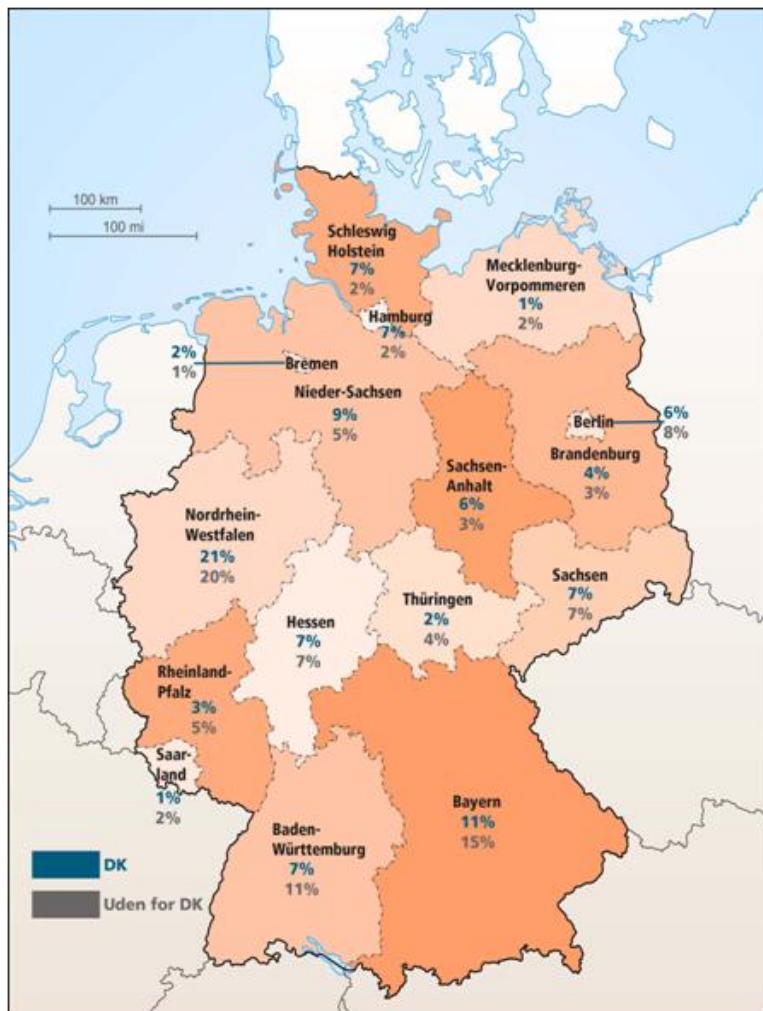 100 km
100 mi
Schleswig
Holstein
7%
2%
Mecklenburg-
Vorpommeren
1%
2%
Hamburg
7%
2%
2%
1%
Bremen
Nieder-Sachsen
9%
5%
Berlin
6%
8%
Brandenburg
4%
3%
Sachsen-
Anhalt
6%
3%
Nordrhein-
Westfalen
21%
20%
Sachsen
7%
7%
Thüringen
2%
4%
Hessen
7%
7%
Rheinland-
Pfalz
3%
5%
Saar-
land
1%
2%
Bayern
11%
15%
Baden-
Württemburg
7%
11%
DK
Uden for DK